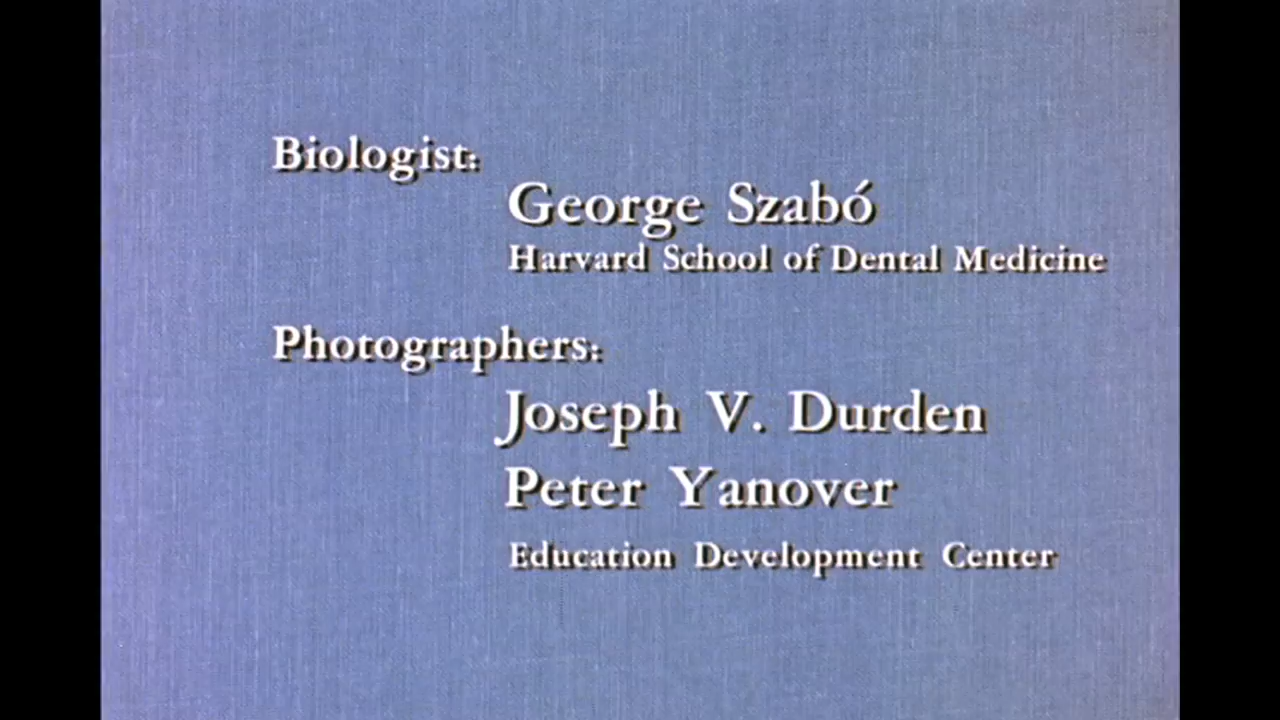 Biologist:
George Szabó
Harvard School of Dental Medicine
Photographers:
Joseph V. Durden
Peter Yanover
Education Development Center